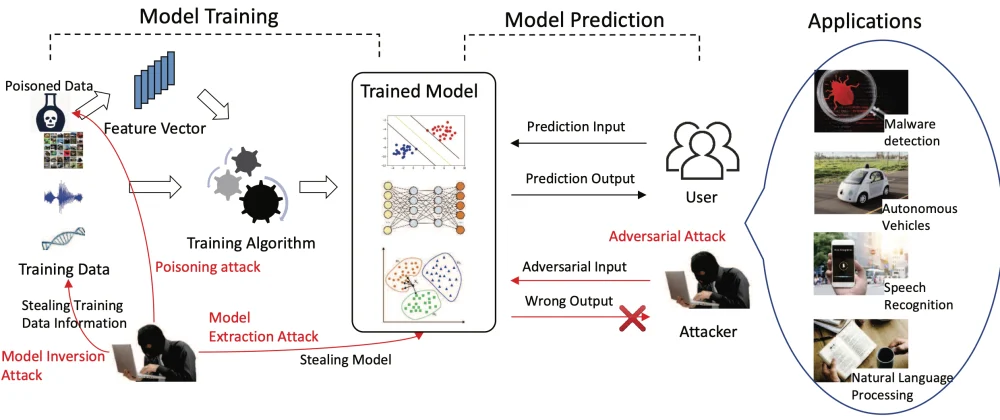 Model Training
Model Prediction
Applications
Poisoned Data
Feature Vector
Training Algorithm
Training Data
Poisoning attack
Stealing Training
Data Information
Model Inversion
Attack
Model
Extraction Attack
Stealing Model
Trained Model
Prediction Input
Prediction Output
User
Adversarial Attack
Adversarial Input
Wrong Output
Attacker
Malware
detection
Autonomous
Vehicles
Speech
Recognition
Natural Language
Processing